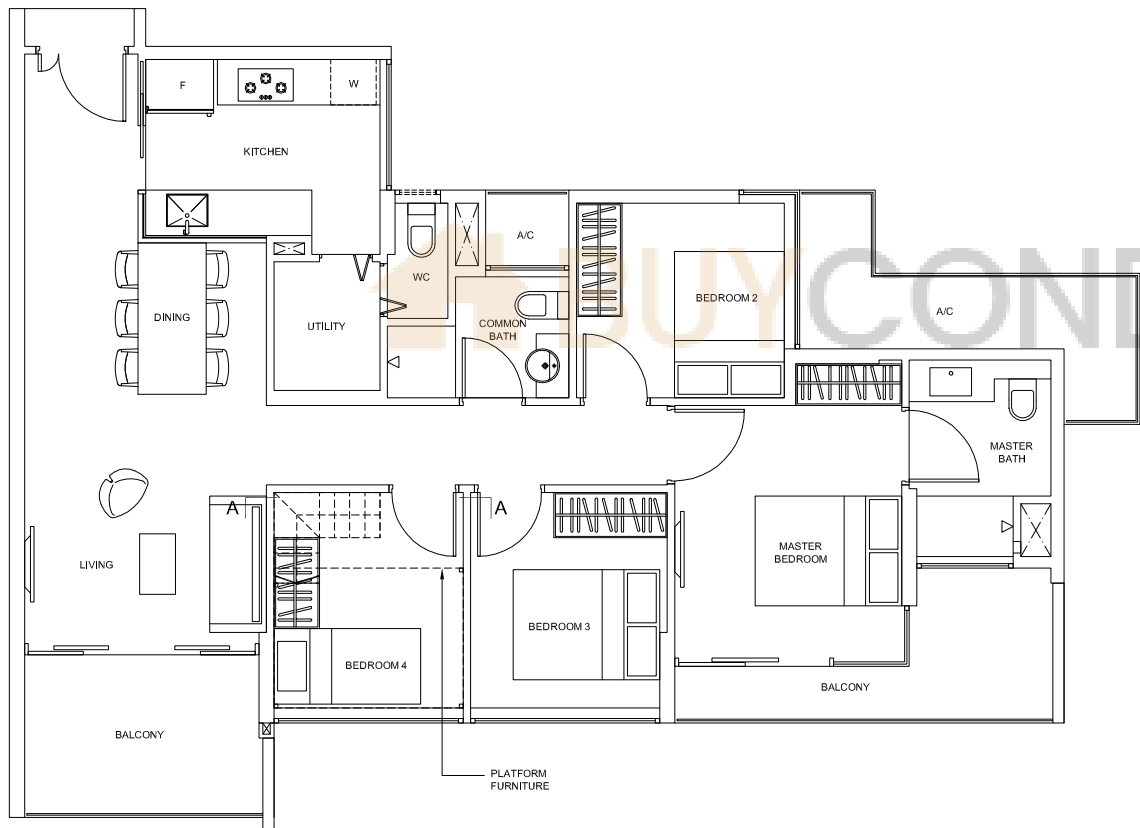 F
W
KITCHEN
A/C
WC
BUYCOND
BEDROOM 2
A/C
DINING
UTILITY
COMMON
BATH
MASTER
BATH
A
A
MASTER
BEDROOM
LIVING
BEDROOM 3
BEDROOM 4
BALCONY
BALCONY
PLATFORM
FURNITURE